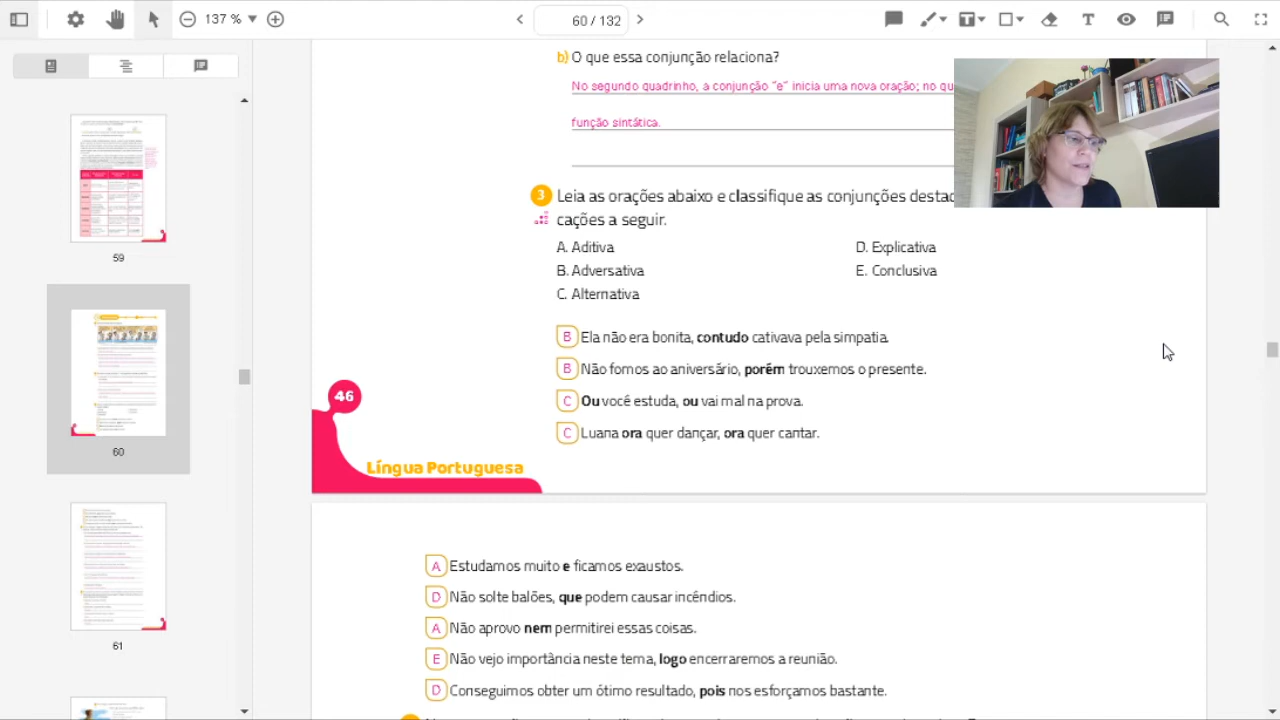 137 %
60 / 132
b) O que essa conjunção relaciona?
No segundo quadrinho, a conjunção "e" inicia uma nova oração; no qu
função sintática.
3 Leia as orações abaixo e classifique as conjunções destac
cações a seguir.
A. Aditiva
D. Explicativa
B. Adversativa
E. Conclusiva
C. Alternativa
B Ela não era bonita, contudo cativava pela simpatia.
B Não fomos ao aniversário, porém trouxemos o presente.
C Ou você estuda, ou vai mal na prova.
C Luana ora quer dançar, ora quer cantar.
46
Língua Portuguesa
A Estudamos muito e ficamos exaustos.
D Não solte balões, que podem causar incêndios.
A Não aprovo nem permitirei essas coisas.
E Não vejo importância neste tema, logo encerraremos a reunião.
D Conseguimos obter um ótimo resultado, pois nos esforçamos bastante.
59
60
61